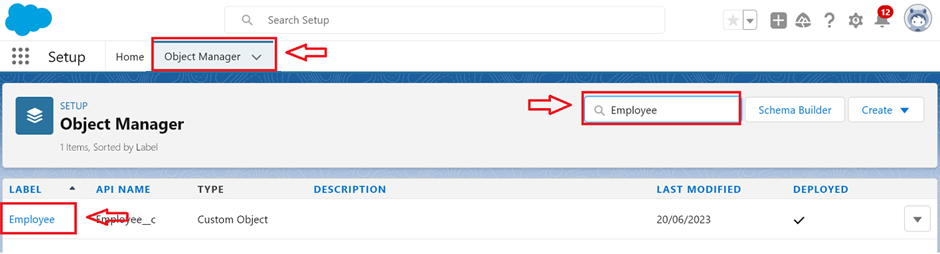 Search Setup
12
Setup Home Object Manager
SETUP
Object Manager
1 Items, Sorted by Label
Employee Schema Builder Create
LABEL API NAME TYPE DESCRIPTION LAST MODIFIED DEPLOYED
Employee Employee__c Custom Object 20/06/2023